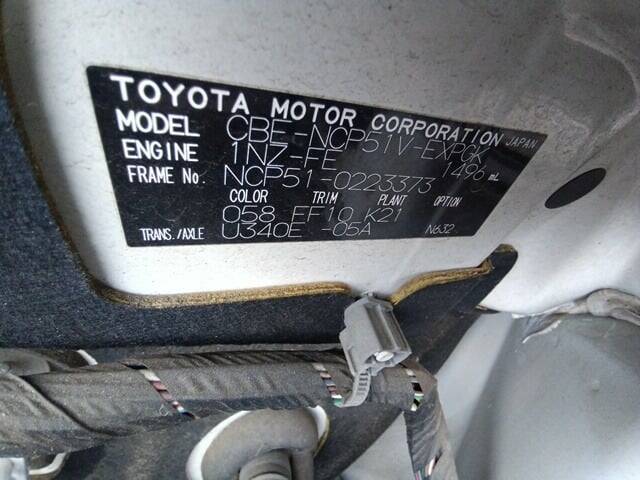 TOYOTA MOTOR CORPORATION JAPAN
MODEL CBE-NCP51V-EXPGK
ENGINE 1NZ-FE 1496 mL
FRAME No. NCP51-0223373
COLOR TRIM PLANT OPTION
058 FF10 K21
TRANS./AXLE U340E -05A N632